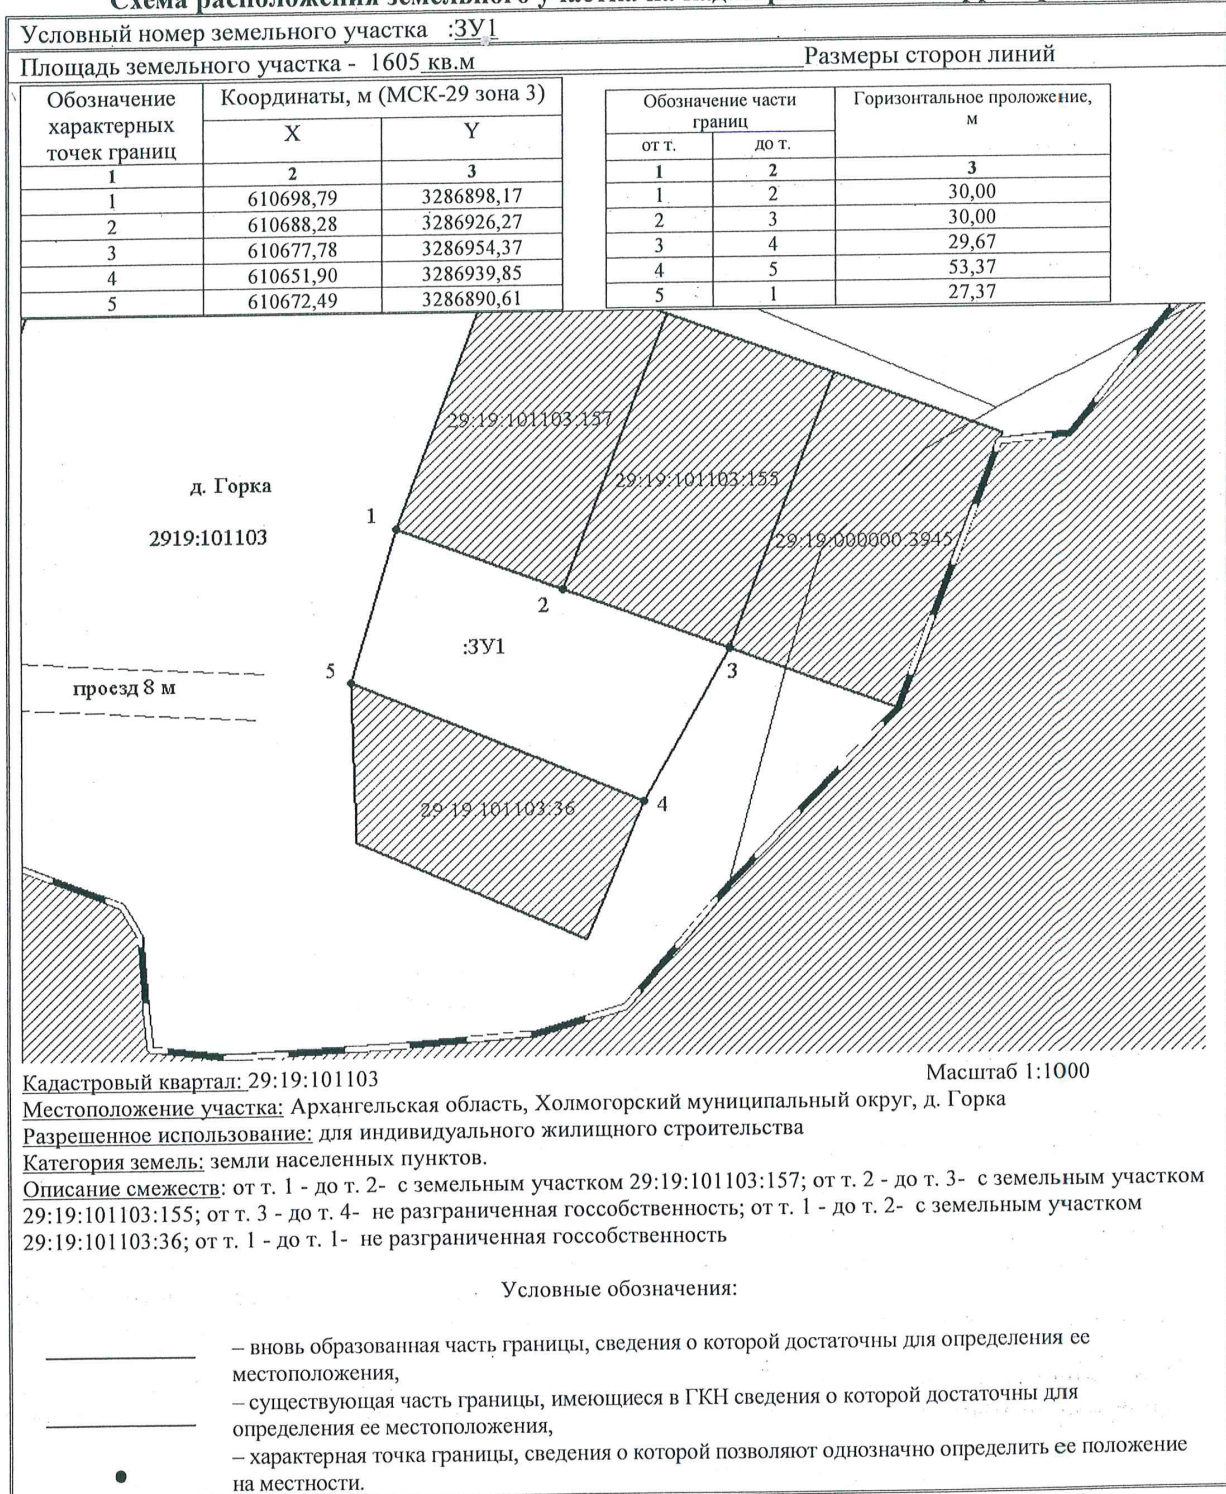 Схема расположения земельного участка на
Условный номер земельного участка :ЗУ1
Площадь земельного участка - 1605 кв.м
Размеры сторон линий
Обозначение характерных точек границ
Координаты, м (МСК-29 зона 3)
X Y
1 2 3
1 610698,79 3286898,17
2 610688,28 3286926,27
3 610677,78 3286954,37
4 610651,90 3286939,85
5 610672,49 3286890,61
Обозначение части границ
Горизонтальное проложение, м
от т. до т.
1 2 3
1 2 30,00
2 3 30,00
3 4 29,67
4 5 53,37
5 1 27,37
29:19:101103:157
29:19:101103:155
29:19:000000:3945
д. Горка
2919:101103
1
2
3
:ЗУ1
5
проезд 8 м
4
29:19:101103:36
Масштаб 1:1000
Кадастровый квартал: 29:19:101103
Местоположение участка: Архангельская область, Холмогорский муниципальный округ, д. Горка
Разрешенное использование: для индивидуального жилищного строительства
Категория земель: земли населенных пунктов.
Описание смежеств: от т. 1 - до т. 2- с земельным участком 29:19:101103:157; от т. 2 - до т. 3- с земельным участком
29:19:101103:155; от т. 3 - до т. 4- не разграниченная госсобственность; от т. 1 - до т. 2- с земельным участком
29:19:101103:36; от т. 1 - до т. 1- не разграниченная госсобственность
Условные обозначения:
– вновь образованная часть границы, сведения о которой достаточны для определения ее
местоположения,
– существующая часть границы, имеющиеся в ГКН сведения о которой достаточны для
определения ее местоположения,
– характерная точка границы, сведения о которой позволяют однозначно определить ее положение
на местности.